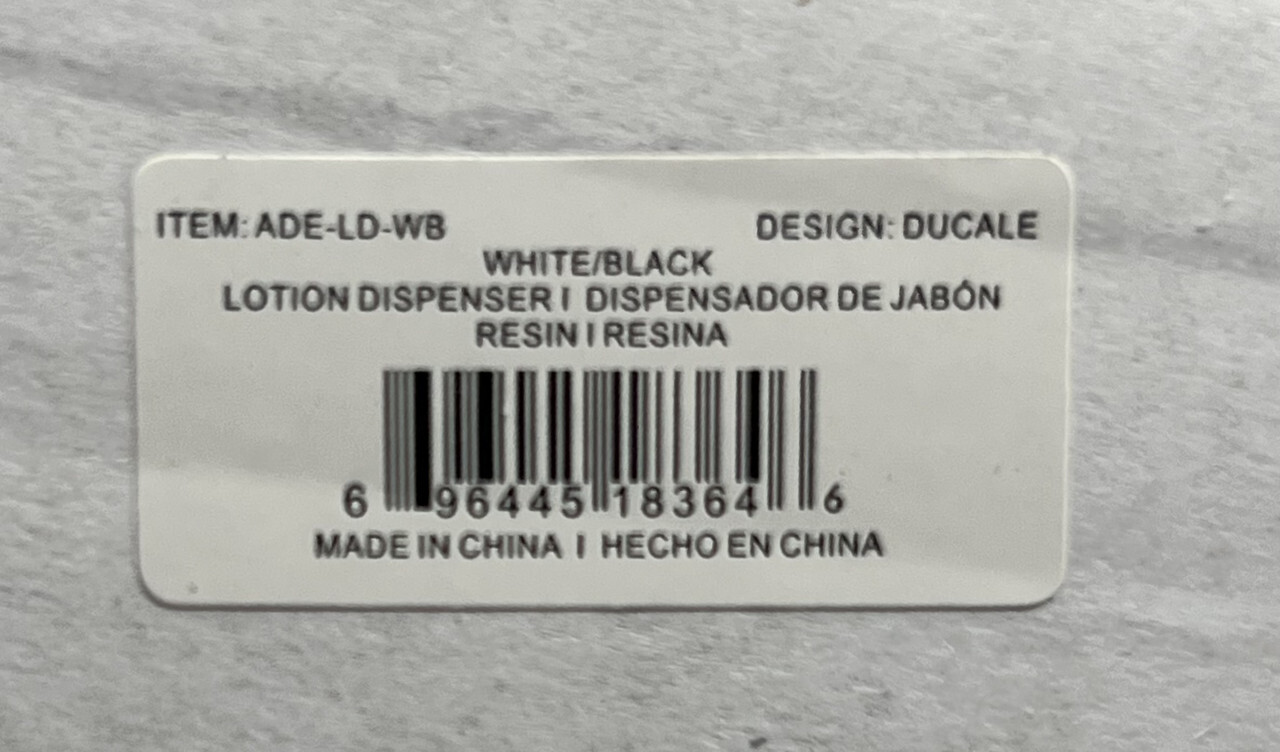 ITEM: ADE-LD-WB DESIGN: DUCALE
WHITE/BLACK
LOTION DISPENSER I DISPENSADOR DE JABÓN
RESIN I RESINA
6 96445 18364 6
MADE IN CHINA I HECHO EN CHINA